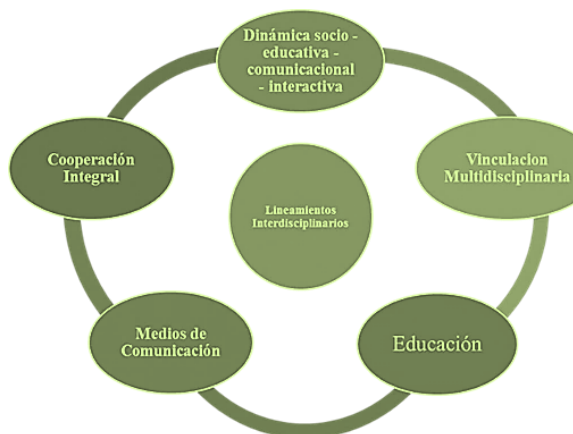 Dinámica socio -
educativa -
comunicacional
- interactiva
Vinculacion
Multidisciplinaria
Educación
Medios de
Comunicación
Cooperación
Integral
Lineamientos
Interdisciplinarios